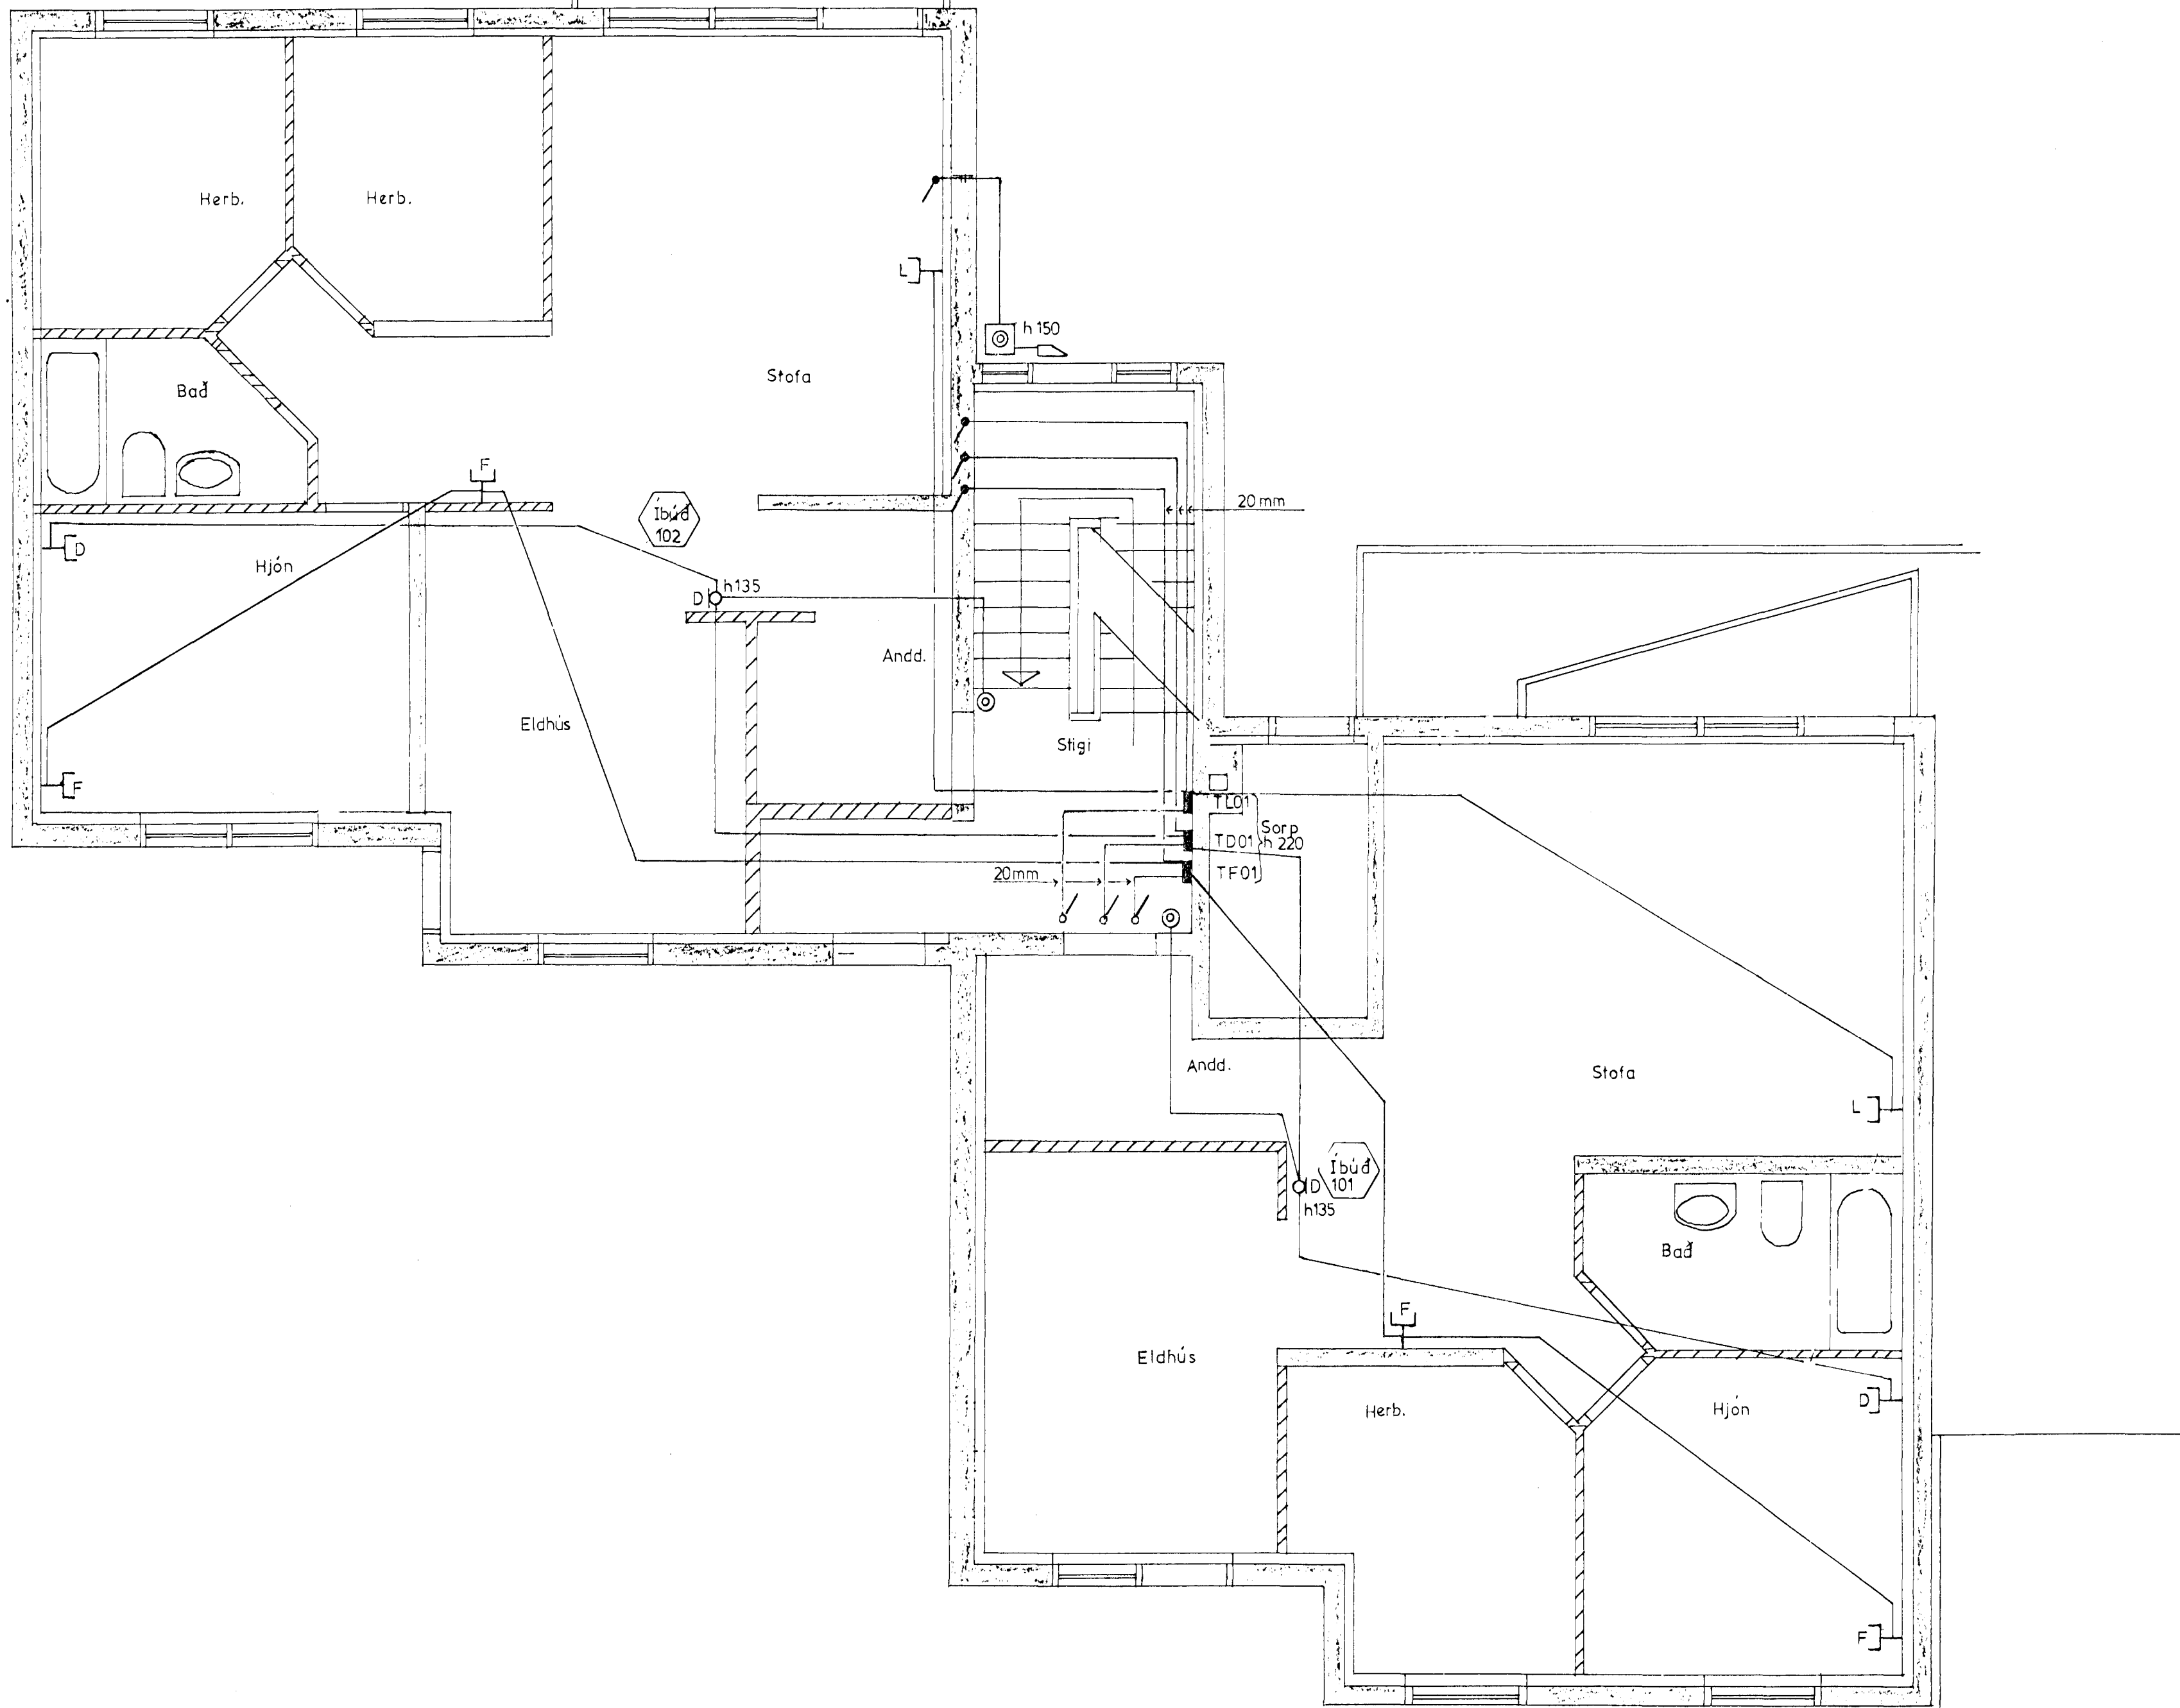 Herb.
Herb.
L
h 150
Stofa
Bað
F
Íbúð
102
20 mm
D
Hjón
D
h135
Andd.
Eldhús
Stigi
F
TL01
Sorp
TD01
h 220
TF01
20mm
Andd.
Stofa
L
Íbúð
101
D
h135
Bað
F
Eldhús
Herb.
Hjón
D
F